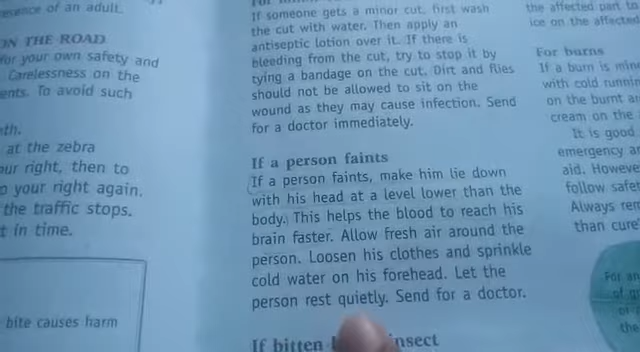 esence of an adult.
ON THE ROAD
for your own safety and
Carelessness on the
ents. To avoid such
th.
at the zebra
our right, then to
o your right again.
the traffic stops.
t in time.
bite causes harm
If someone gets a minor cut, first wash
the cut with water. Then apply an
antiseptic lotion over it. If there is
bleeding from the cut, try to stop it by
tying a bandage on the cut. Dirt and flies
should not be allowed to sit on the
wound as they may cause infection. Send
for a doctor immediately.
If a person faints
If a person faints, make him lie down
with his head at a level lower than the
body. This helps the blood to reach his
brain faster. Allow fresh air around the
person. Loosen his clothes and sprinkle
cold water on his forehead. Let the
person rest quietly. Send for a doctor.
If bitten insect
the affected part to
ice on the affected
For burns
If a burn is min
with cold runnin
on the burnt ar
cream on the
It is good
emergency ar
aid. Howeve
follow safet
Always rem
than cure
For an
the